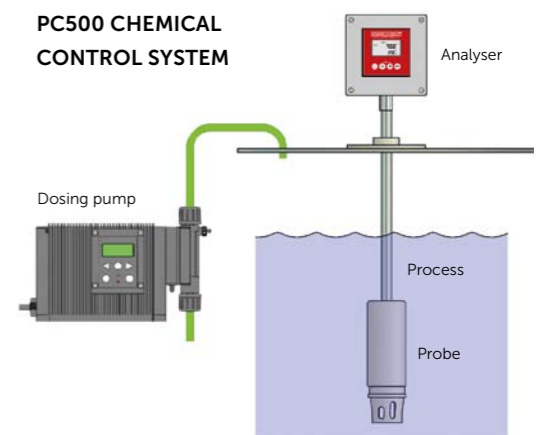 PC500 CHEMICAL
CONTROL SYSTEM
Analyser
Dosing pump
Process
Probe